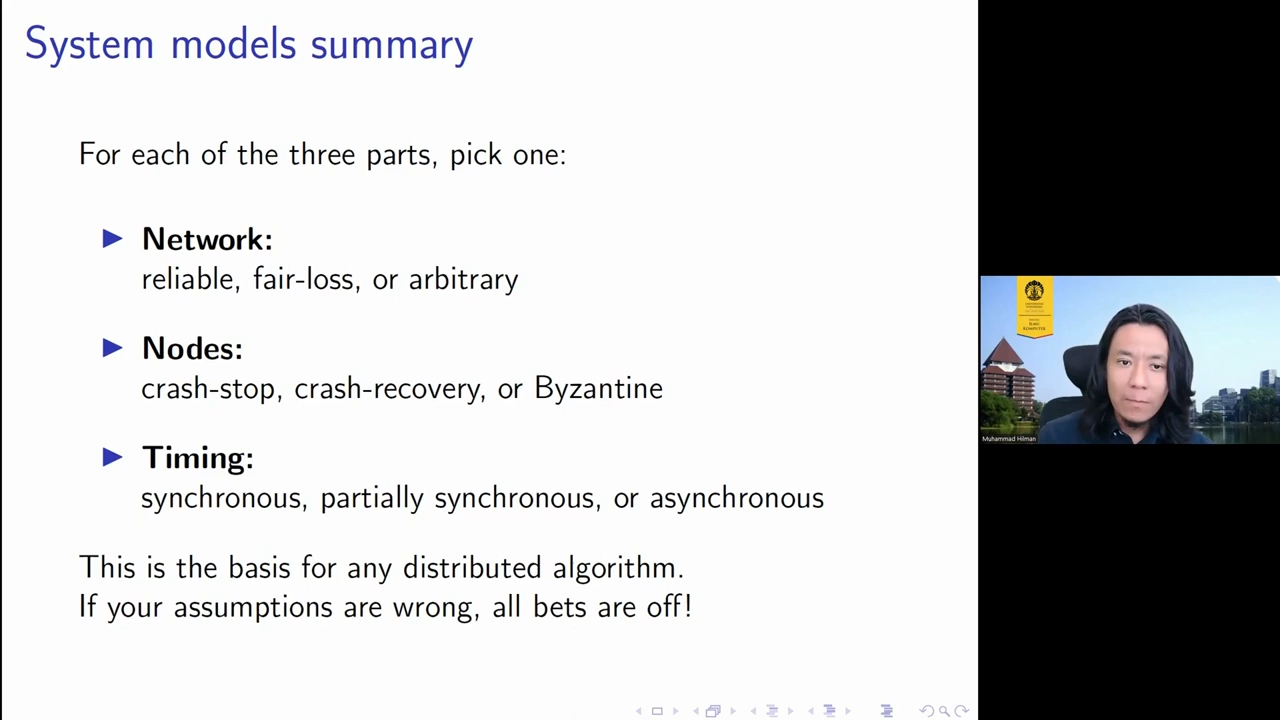 System models summary
For each of the three parts, pick one:
Network:
reliable, fair-loss, or arbitrary
Nodes:
crash-stop, crash-recovery, or Byzantine
Timing:
synchronous, partially synchronous, or asynchronous
This is the basis for any distributed algorithm.
If your assumptions are wrong, all bets are off!
ILMU
KOMPUTER
Muhammad Hilman